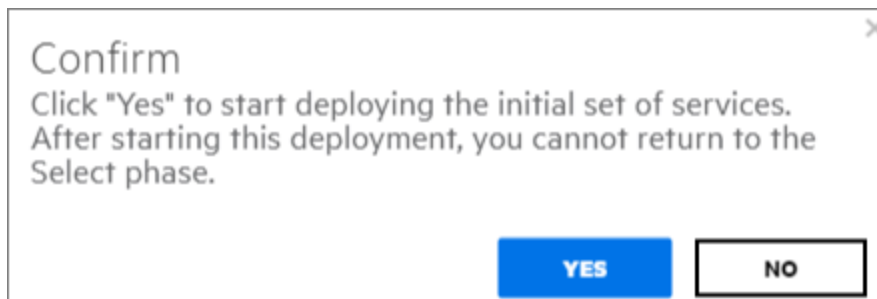 Confirm
Click "Yes" to start deploying the initial set of services.
After starting this deployment, you cannot return to the
Select phase.
YES NO